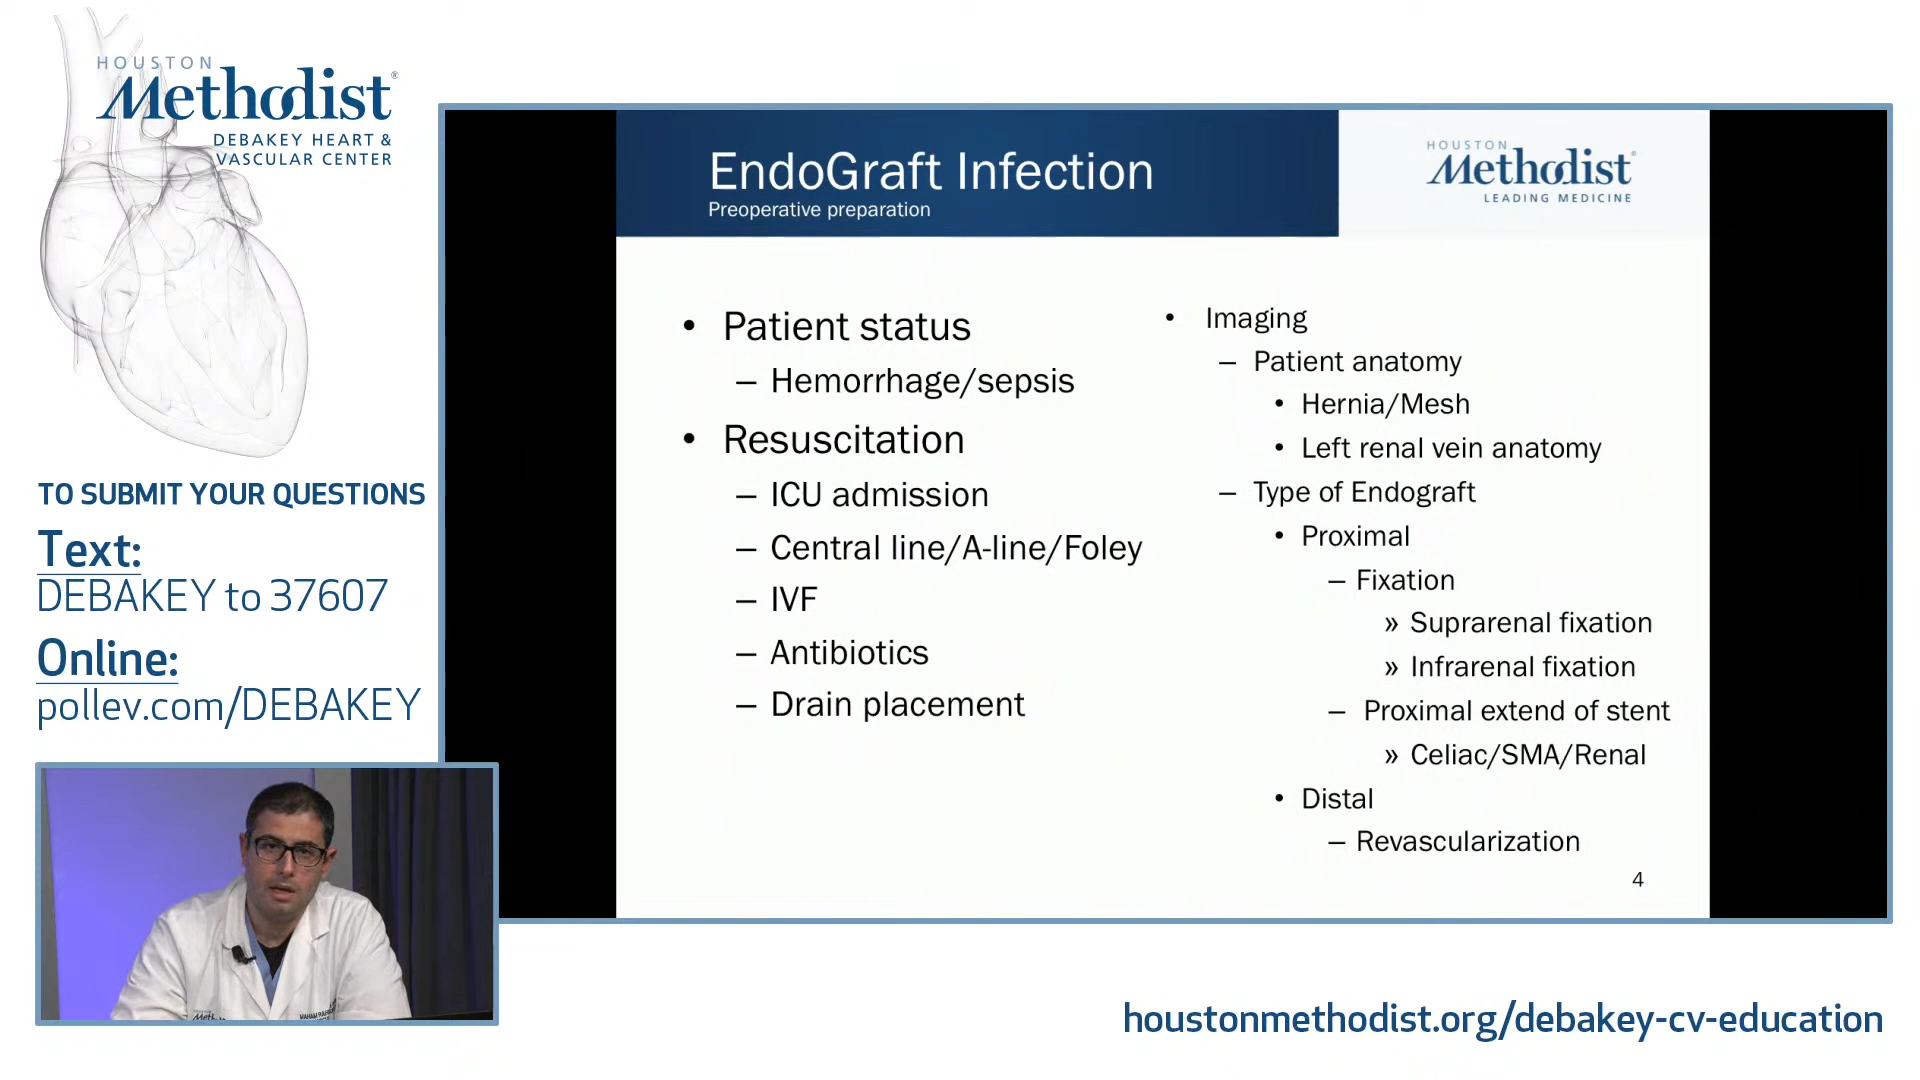 HOUSTON
Methodist®
DEBAKEY HEART &
VASCULAR CENTER
TO SUBMIT YOUR QUESTIONS
Text:
DEBAKEY to 37607
Online:
pollev.com/DEBAKEY
EndoGraft Infection
Preoperative preparation
HOUSTON
Methodist®
LEADING MEDICINE
• Patient status
– Hemorrhage/sepsis
• Resuscitation
– ICU admission
– Central line/A-line/Foley
– IVF
– Antibiotics
– Drain placement
• Imaging
– Patient anatomy
• Hernia/Mesh
• Left renal vein anatomy
– Type of Endograft
• Proximal
– Fixation
» Suprarenal fixation
» Infrarenal fixation
– Proximal extend of stent
» Celiac/SMA/Renal
• Distal
– Revascularization
4
houstonmethodist.org/debakey-cv-education